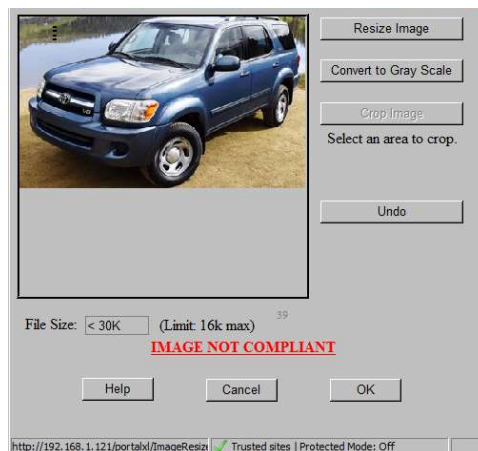 Resize Image
Convert to Gray Scale
Crop Image
Select an area to crop.
Undo
39
File Size: < 30K (Limit: 16k max)
IMAGE NOT COMPLIANT
Help Cancel OK
http://192.168.1.121/portalxl/ImageResize Trusted sites | Protected Mode: Off